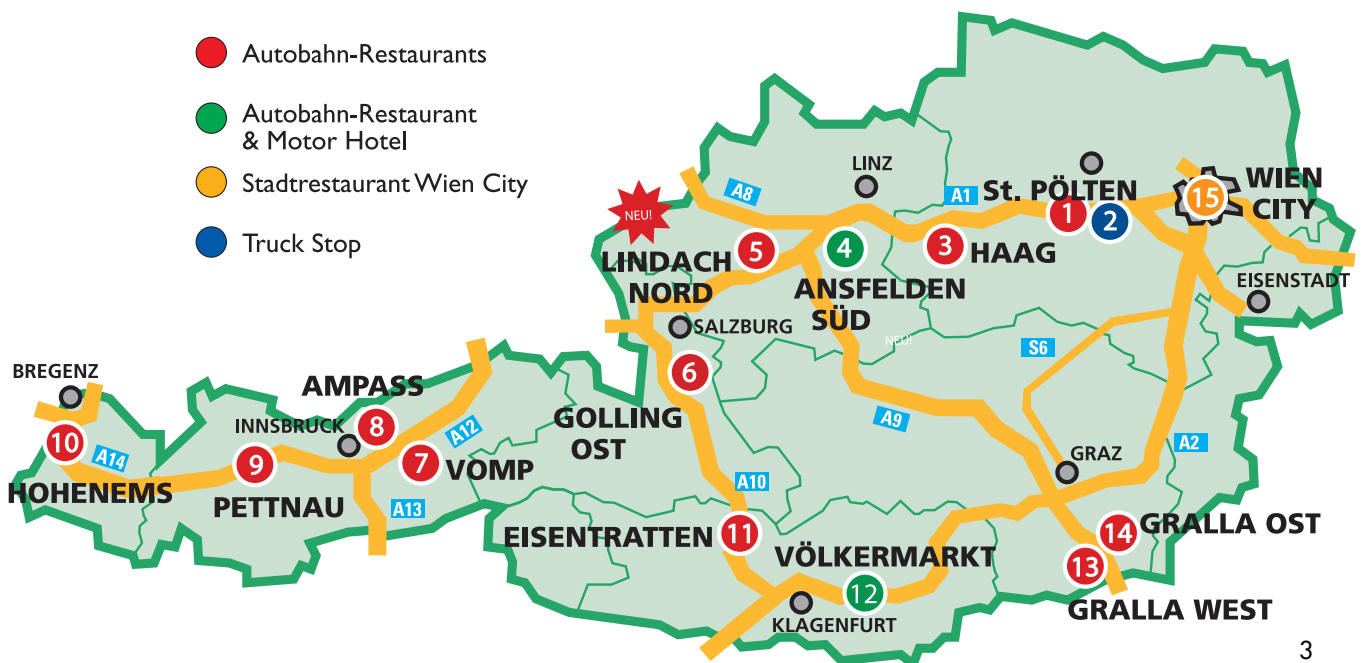 Autobahn-Restaurants
Autobahn-Restaurant
& Motor Hotel
Stadtrestaurant Wien City
Truck Stop
NEU!
A8
LINZ
A1
St. PÖLTEN
1
2
15
WIEN
CITY
5
4
3
HAAG
LINDACH
NORD
ANSFELDEN
SÜD
EISENSTADT
SALZBURG
NEU!
S6
6
BREGENZ
AMPASS
INNSBRUCK
8
A12
GOLLING
OST
A9
10
A14
9
7
VOMP
GRAZ
A2
HOHENEMS
PETTNAU
A13
A10
EISENTRATTEN
11
VÖLKERMARKT
14
GRALLA OST
13
12
GRALLA WEST
KLAGENFURT
3